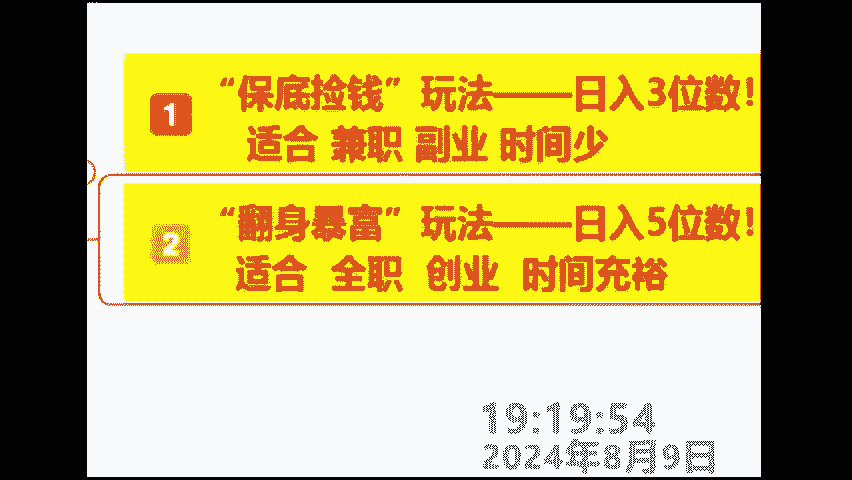 1
“保底捡钱” 玩法——日入3位数!
适合 兼职 副业 时间少
2
“翻身暴富” 玩法——日入5位数!
适合 全职 创业 时间充裕
19:19:54
2024年8月9日